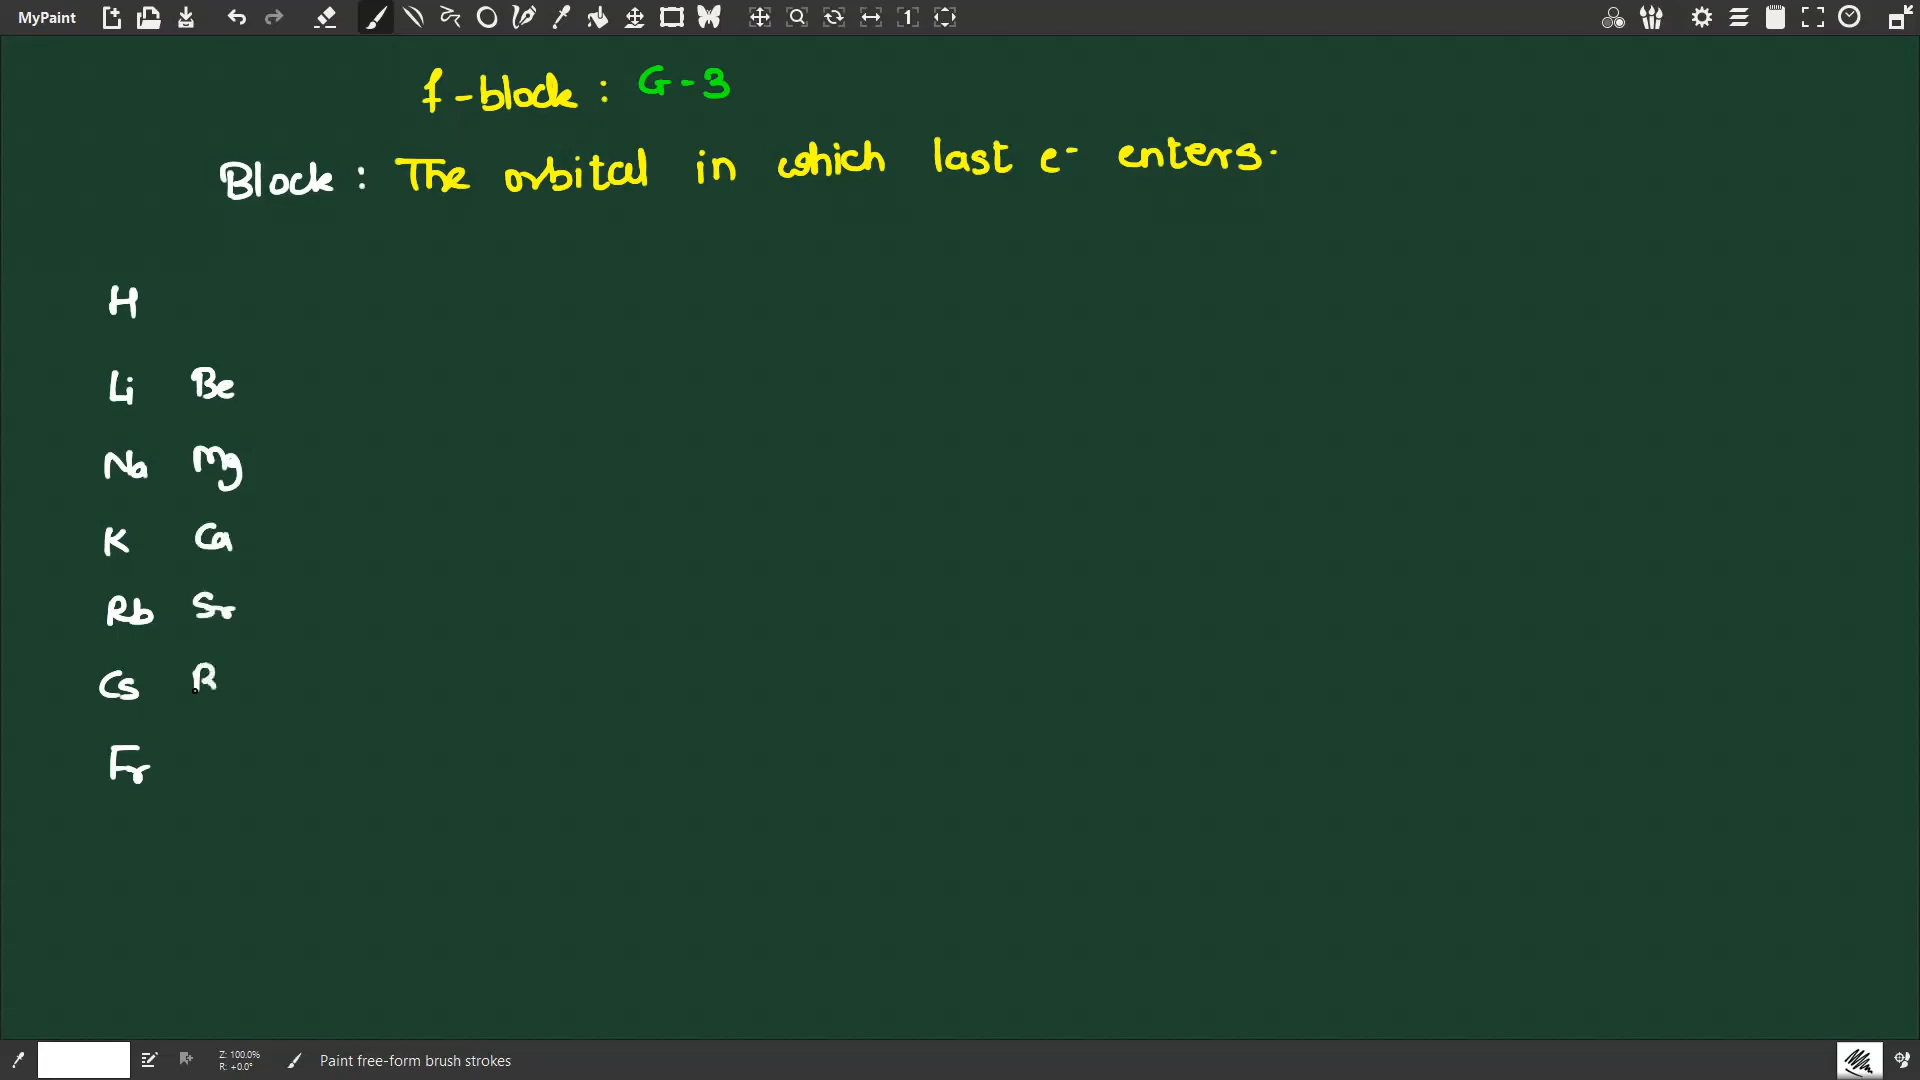 MyPaint
f-block : G-3
Block : The orbital in which last e- enters.
H
Li Be
Na Mg
K Ca
Rb Sr
Cs
Fr
Z: 100.0%
R: +0.0°
Paint free-form brush strokes